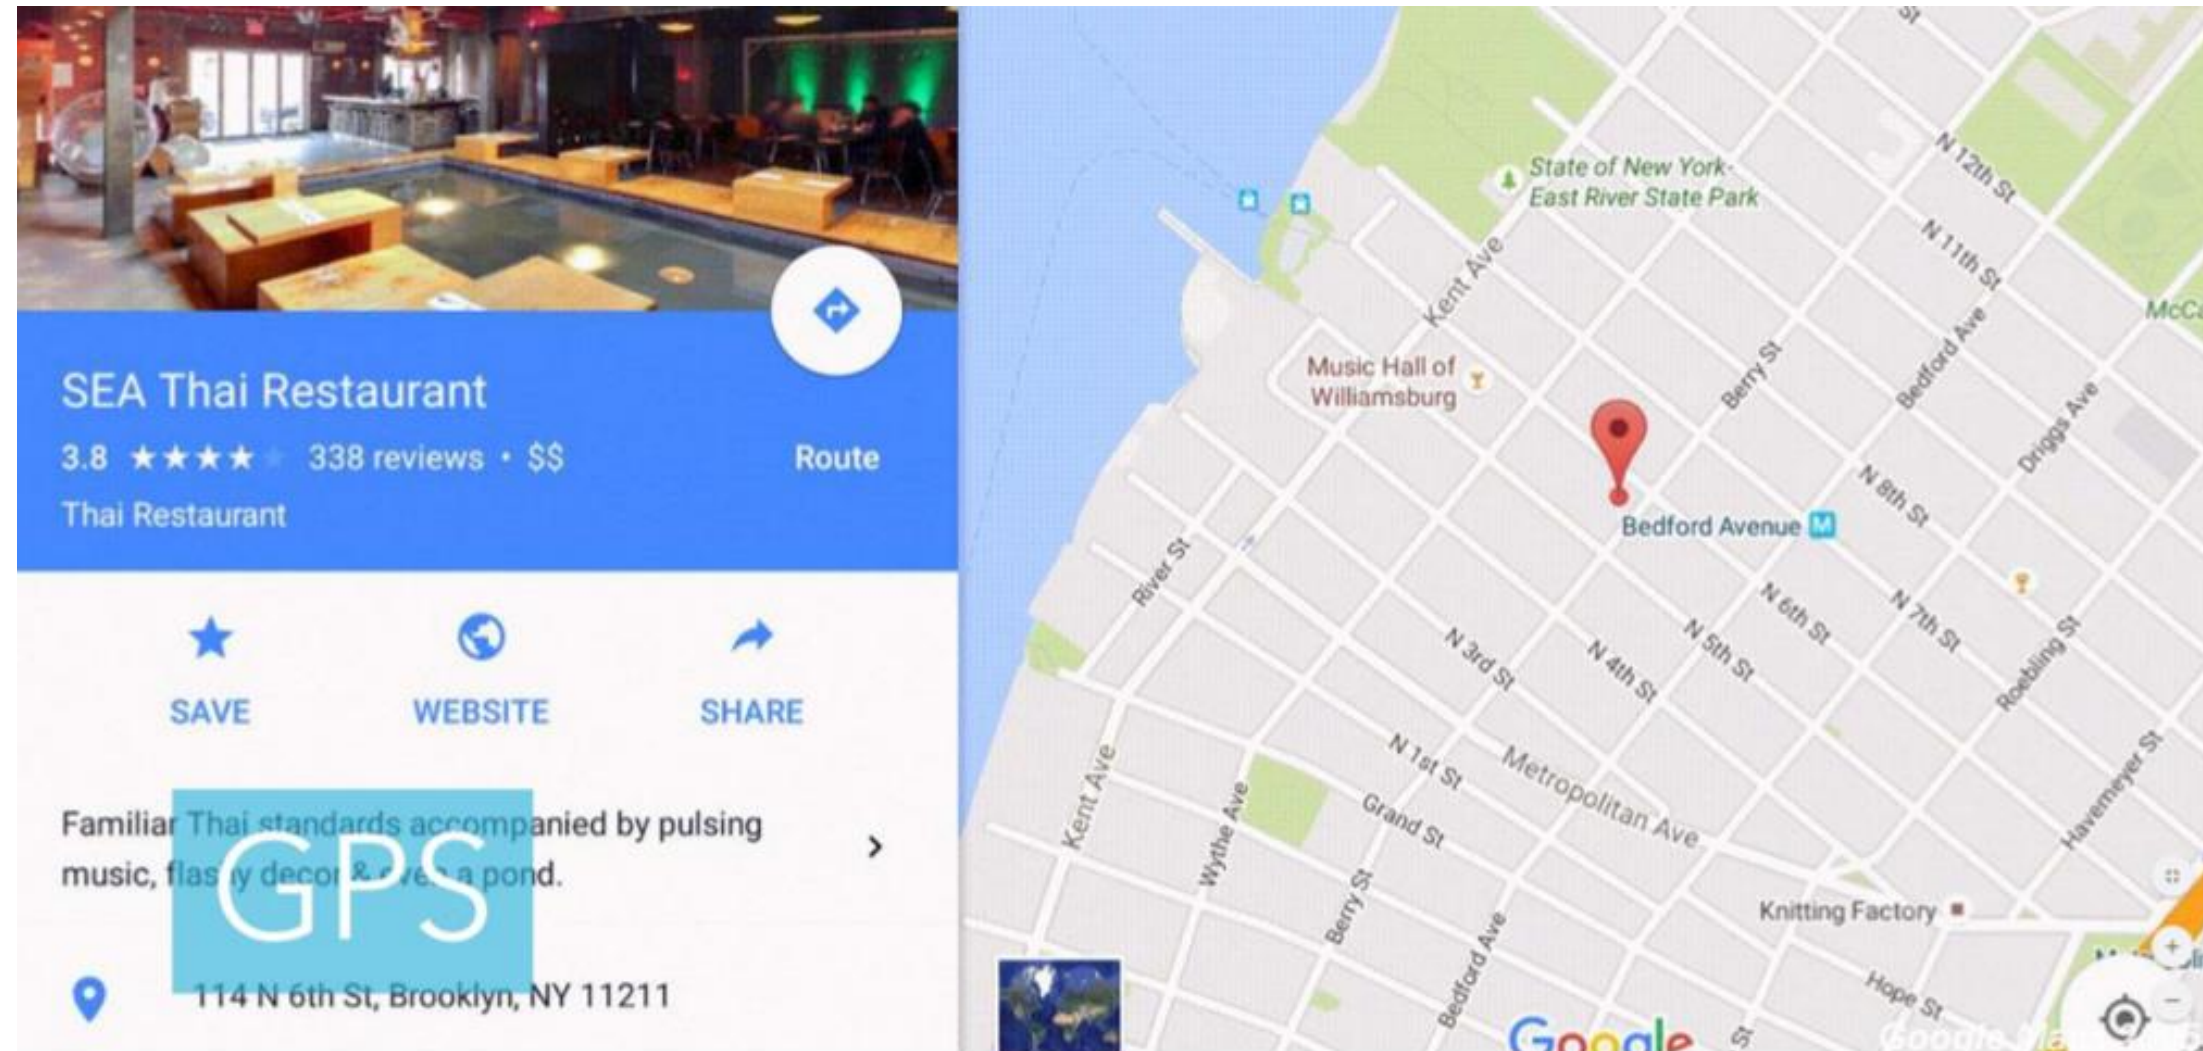 SEA Thai Restaurant
3.8
338 reviews • $$
Route
Thai Restaurant
SAVE
WEBSITE
SHARE
Familiar Thai standards accompanied by pulsing
music, flashy decor & even a pond.
GPS
114 N 6th St, Brooklyn, NY 11211
St
N 12th St
State of New York-
East River State Park
N 11th St
Kent Ave
McCa
Music Hall of
Williamsburg
Berry St
Bedford Ave
Driggs Ave
N 8th St
Bedford Avenue M
River St
N 6th St
N 7th St
N 5th St
N 3rd St
N 4th St
Roebling St
N 1st St
Metropolitan Ave
Kent Ave
Wythe Ave
Grand St
Havemeyer St
Berry St
Knitting Factory
Bedford Ave
Hope St
St
Google